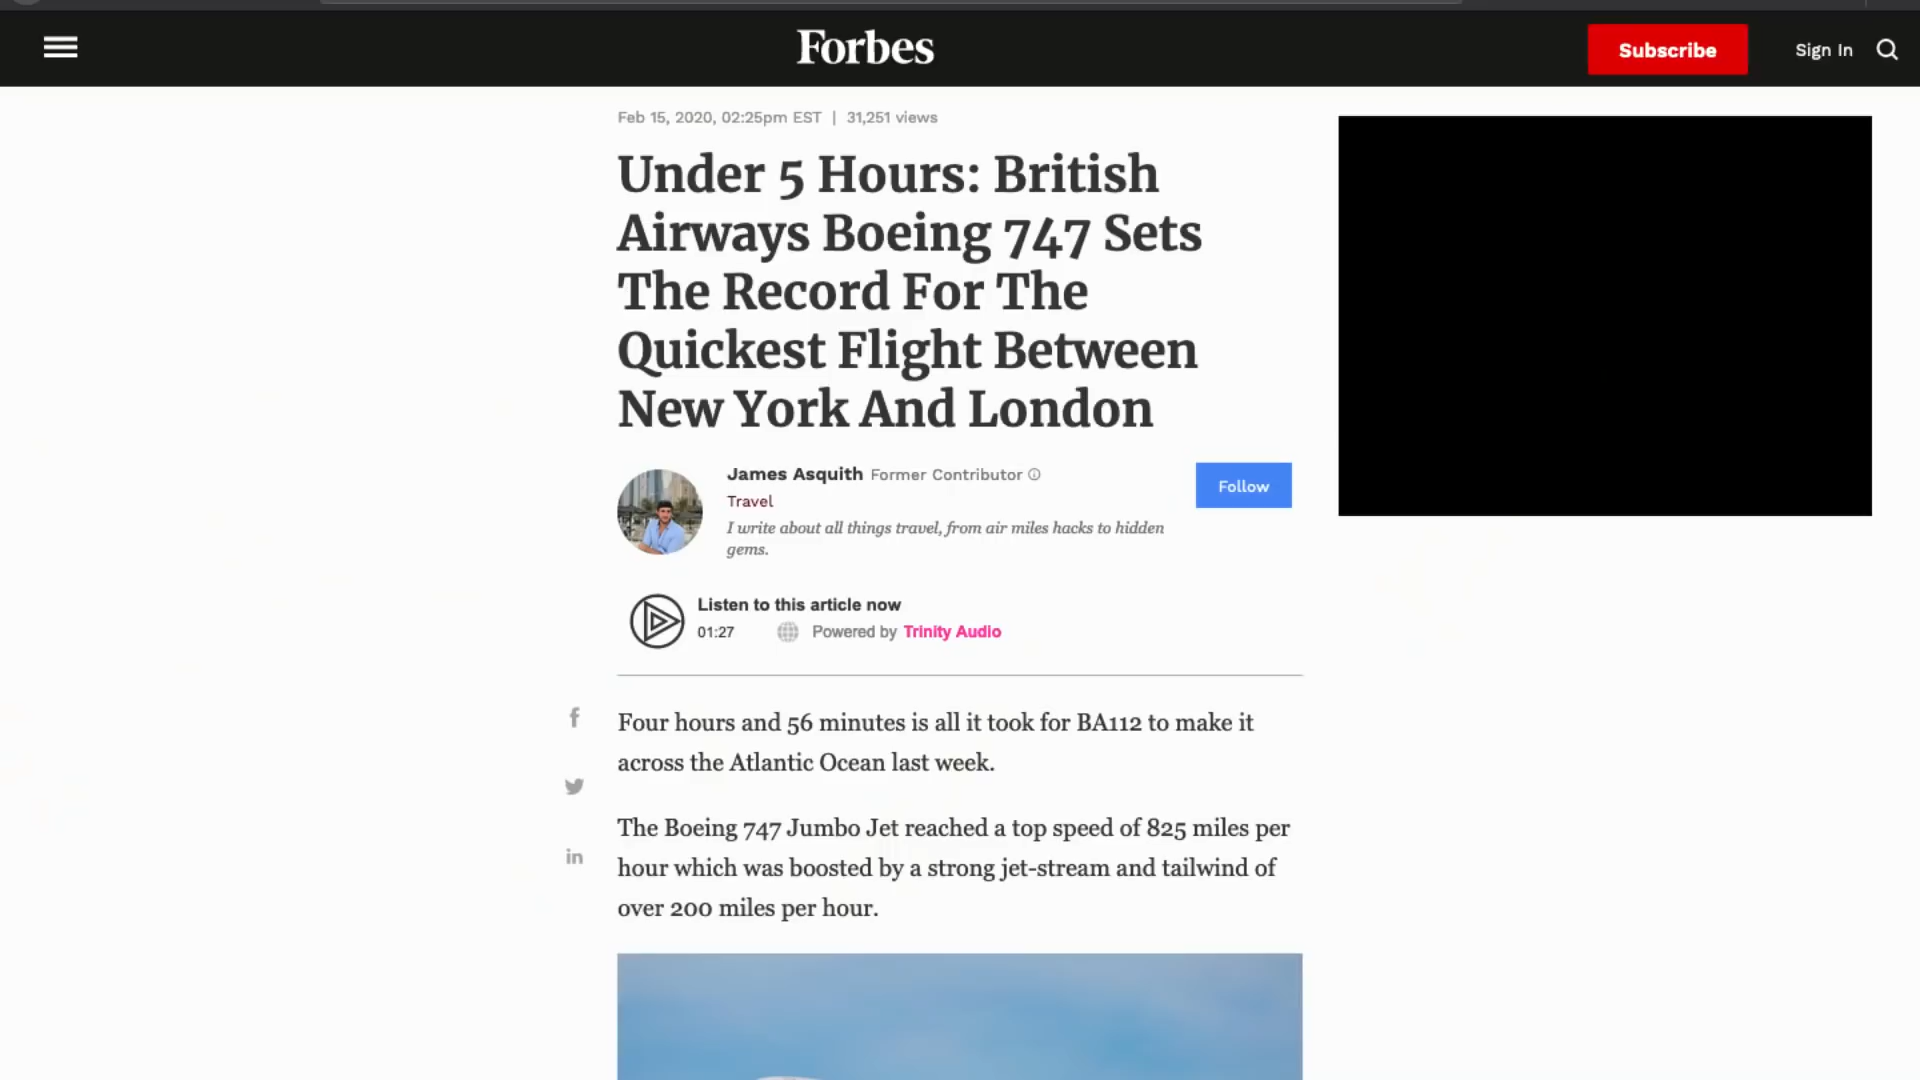 Forbes
Subscribe
Sign In
Feb 15, 2020, 02:25pm EST | 31,251 views
Under 5 Hours: British
Airways Boeing 747 Sets
The Record For The
Quickest Flight Between
New York And London
James Asquith Former Contributor
Travel
I write about all things travel, from air miles hacks to hidden
gems.
Follow
Listen to this article now
01:27 Powered by Trinity Audio
Four hours and 56 minutes is all it took for BA112 to make it
across the Atlantic Ocean last week.
The Boeing 747 Jumbo Jet reached a top speed of 825 miles per
hour which was boosted by a strong jet-stream and tailwind of
over 200 miles per hour.